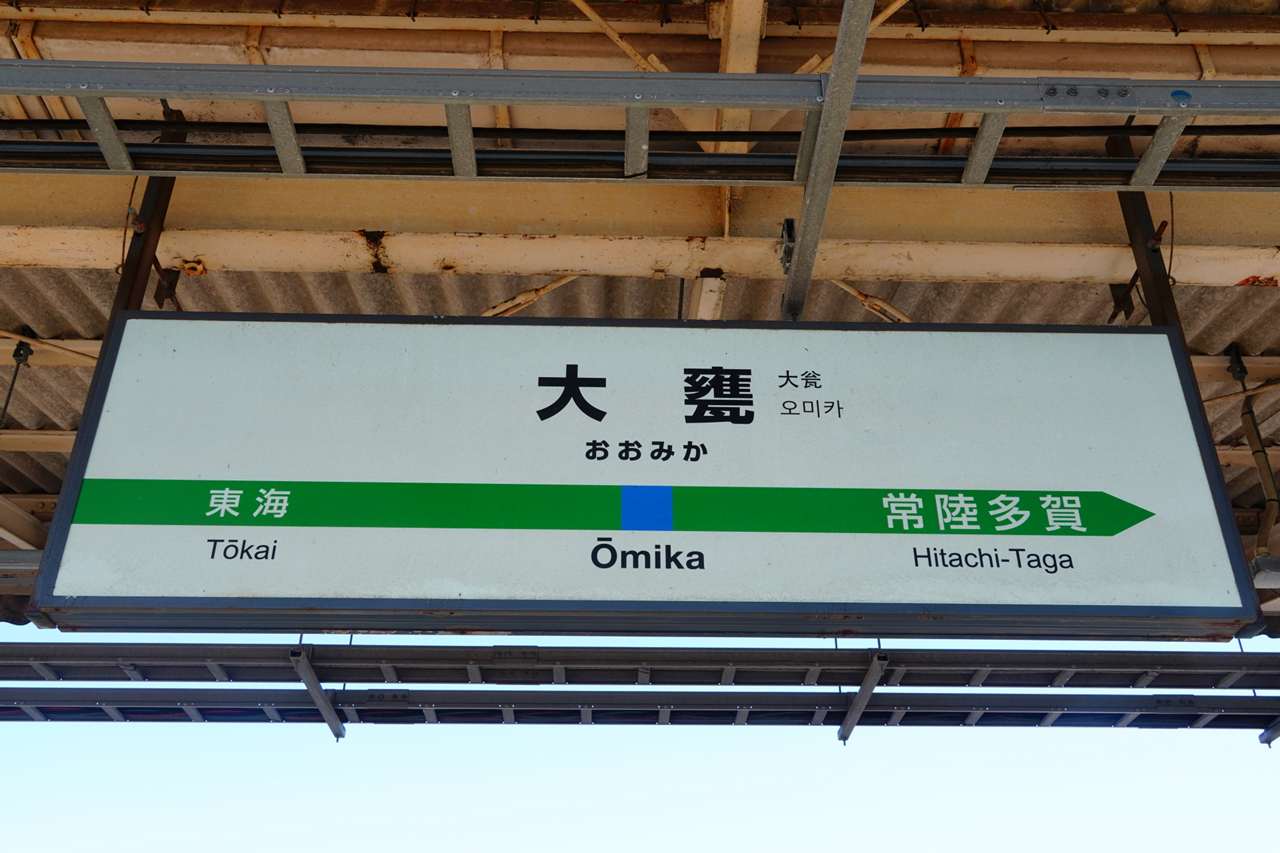 大甕
大瓮
오미카
おおみか
東海
常陸多賀
Tōkai
Ōmika
Hitachi-Taga